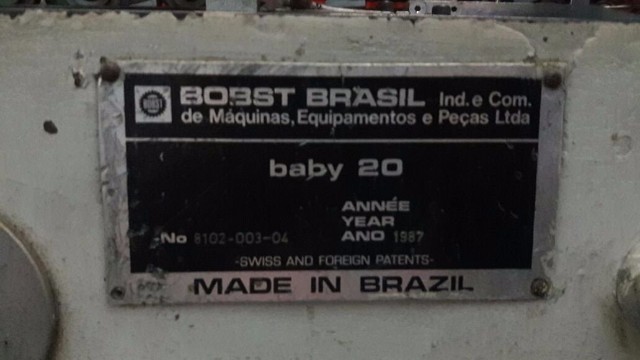 BOBST
BOBST BRASIL Ind. e Com.
de Máquinas, Equipamentos e Peças Ltda
baby 20
ANNÉE
YEAR
No 8102-003-04 ANO 1987
-SWISS AND FOREIGN PATENTS-
MADE IN BRAZIL